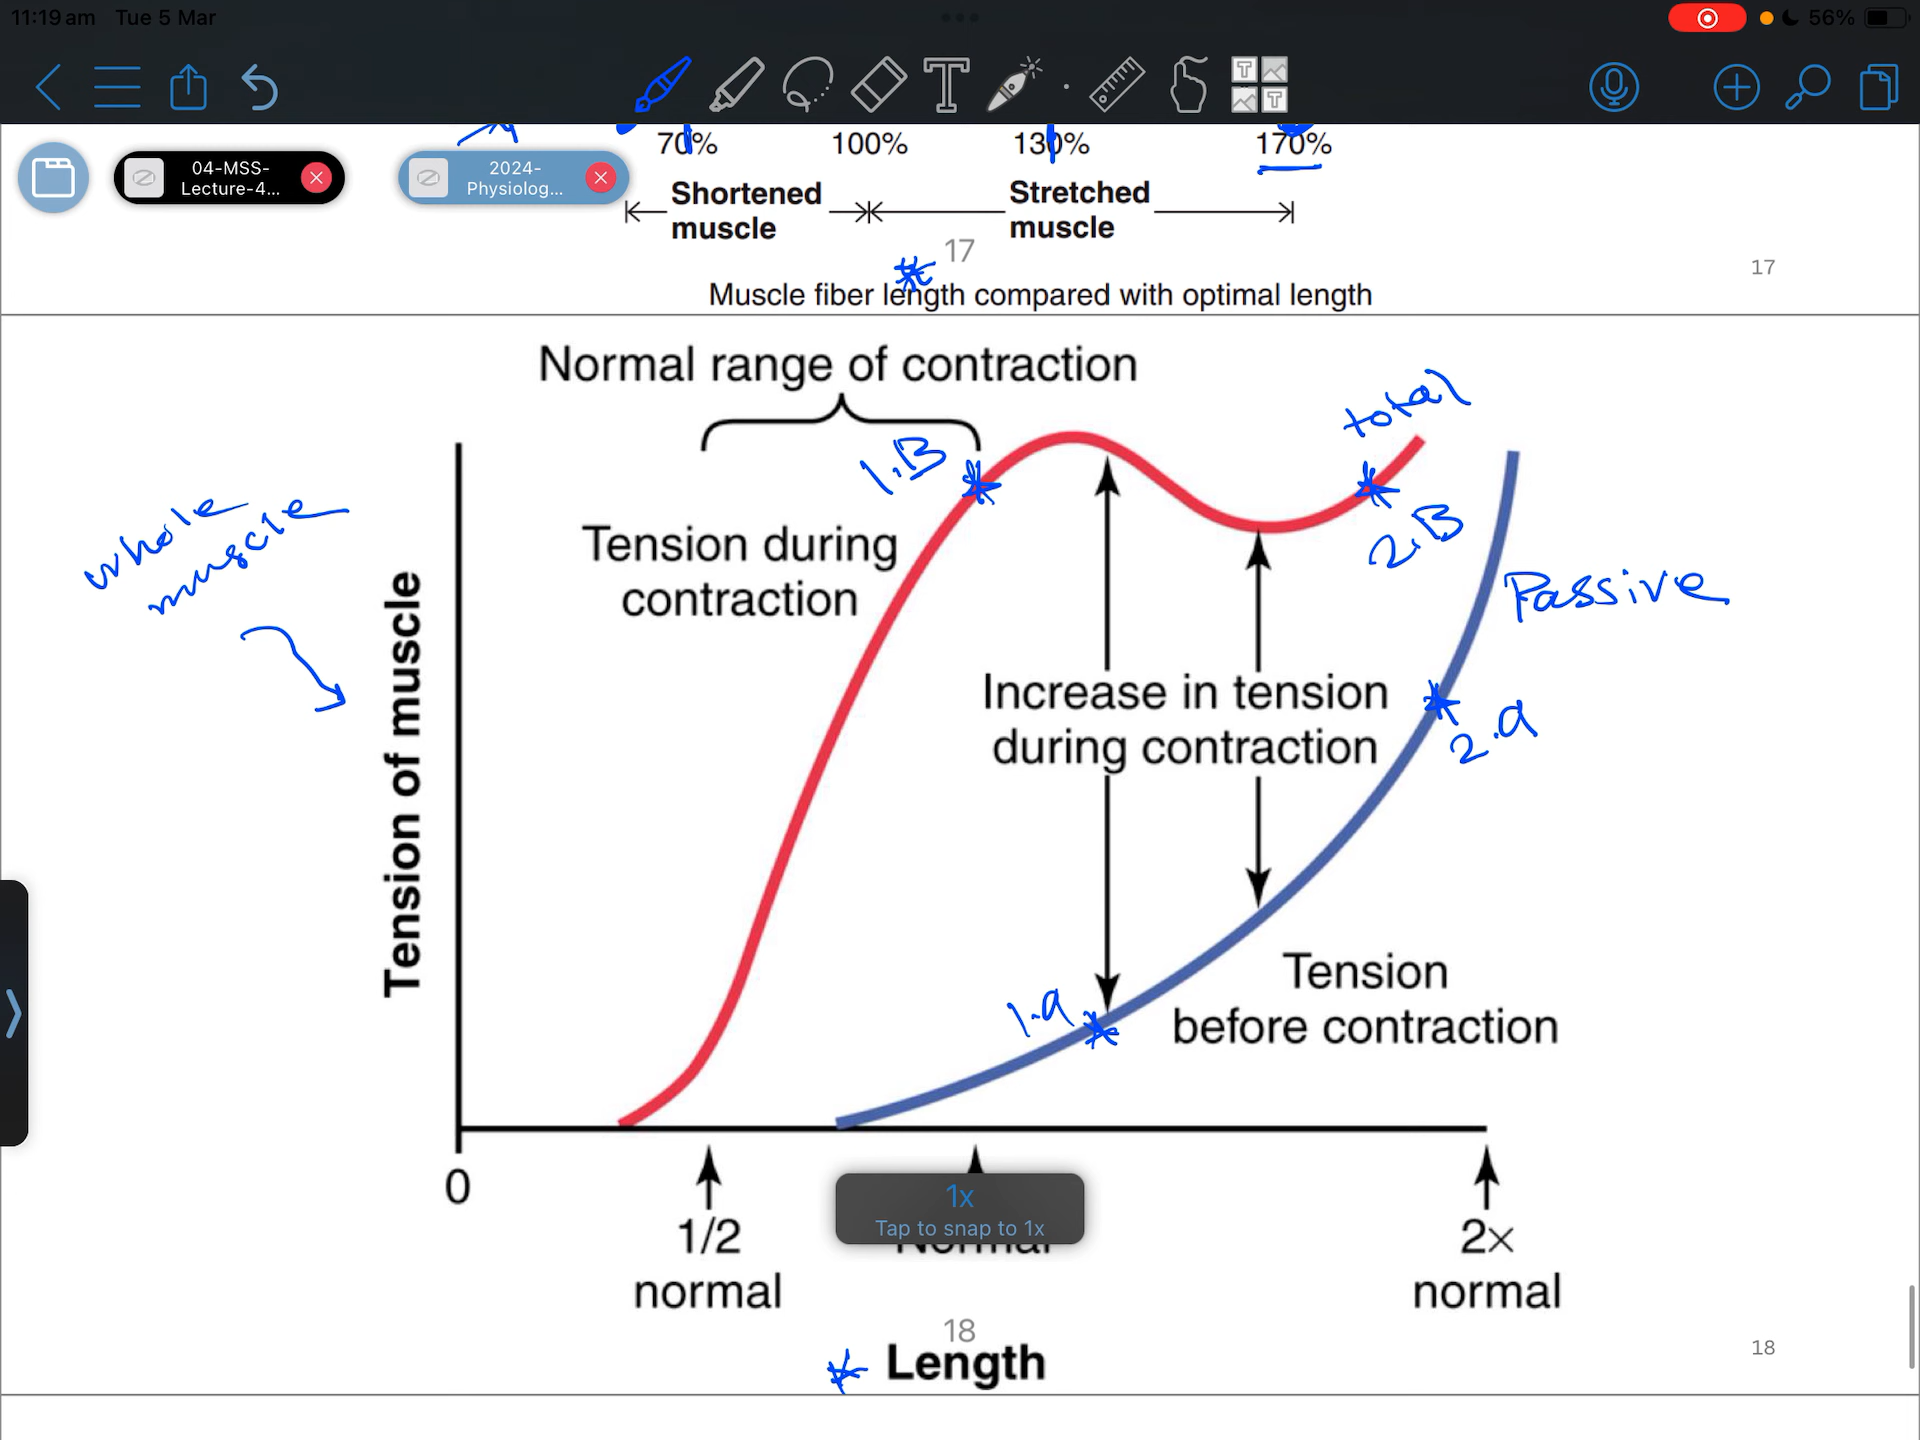 11:19 am Tue 5 Mar
56%
04-MSS-
Lecture-4...
2024-
Physiolog...
70% 100% 130% 170%
Shortened
muscle
Stretched
muscle
17
17
Muscle fiber length compared with optimal length
Normal range of contraction
total
1.B
whole
muscle
Tension during
contraction
2.B
Passive
Tension of muscle
Increase in tension
during contraction
2.a
1.a
Tension
before contraction
0
1x
Tap to snap to 1x
1/2
normal
Normal
2×
normal
18
18
Length